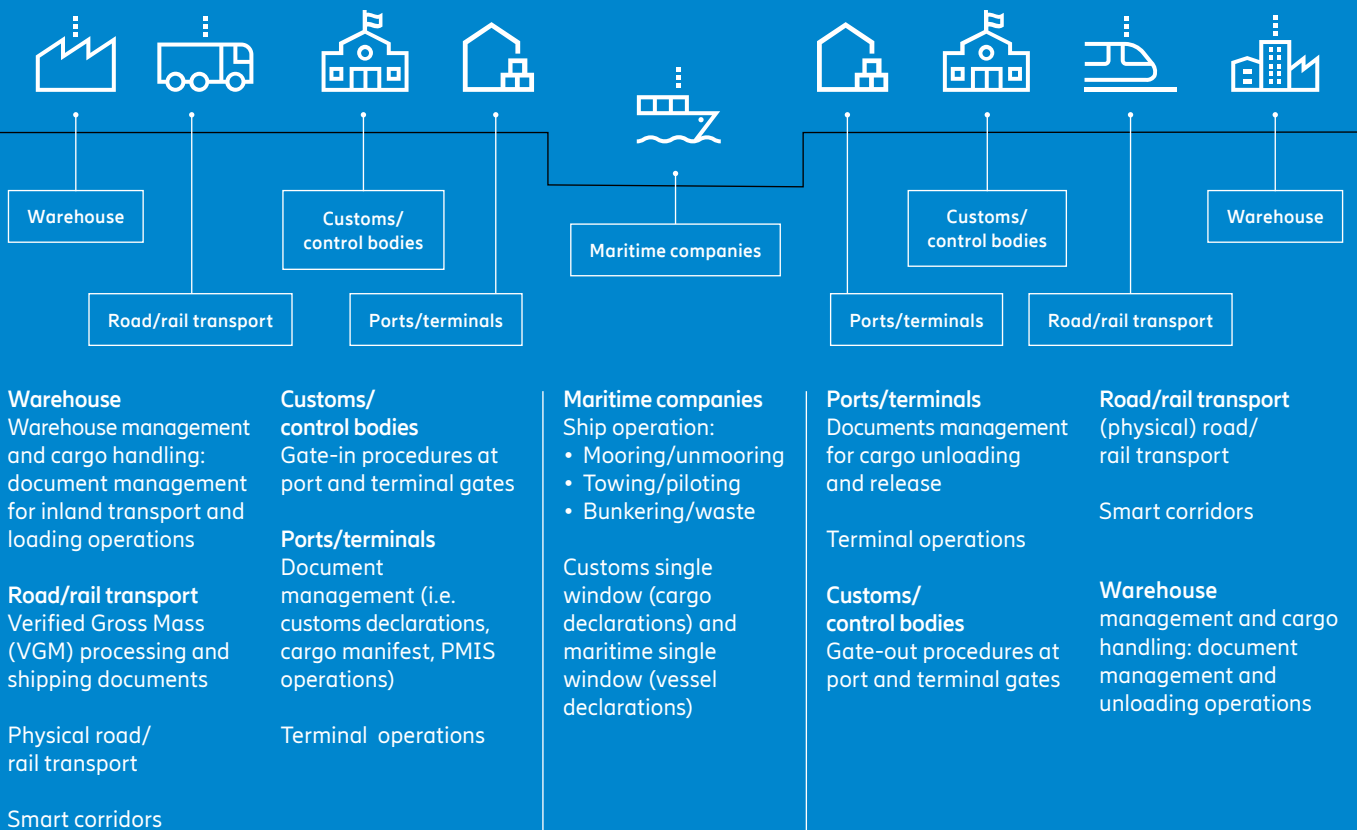 Warehouse
Road/rail transport
Customs/
control bodies
Ports/terminals
Maritime companies
Ports/terminals
Customs/
control bodies
Road/rail transport
Warehouse
Warehouse
Warehouse management
and cargo handling:
document management
for inland transport and
loading operations
Road/rail transport
Verified Gross Mass
(VGM) processing and
shipping documents
Physical road/
rail transport
Smart corridors
Customs/
control bodies
Gate-in procedures at
port and terminal gates
Ports/terminals
Document
management (i.e.
customs declarations,
cargo manifest, PMIS
operations)
Terminal operations
Maritime companies
Ship operation:
• Mooring/unmooring
• Towing/piloting
• Bunkering/waste
Customs single
window (cargo
declarations) and
maritime single
window (vessel
declarations)
Ports/terminals
Documents management
for cargo unloading
and release
Terminal operations
Customs/
control bodies
Gate-out procedures at
port and terminal gates
Road/rail transport
(physical) road/
rail transport
Smart corridors
Warehouse
management and cargo
handling: document
management and
unloading operations